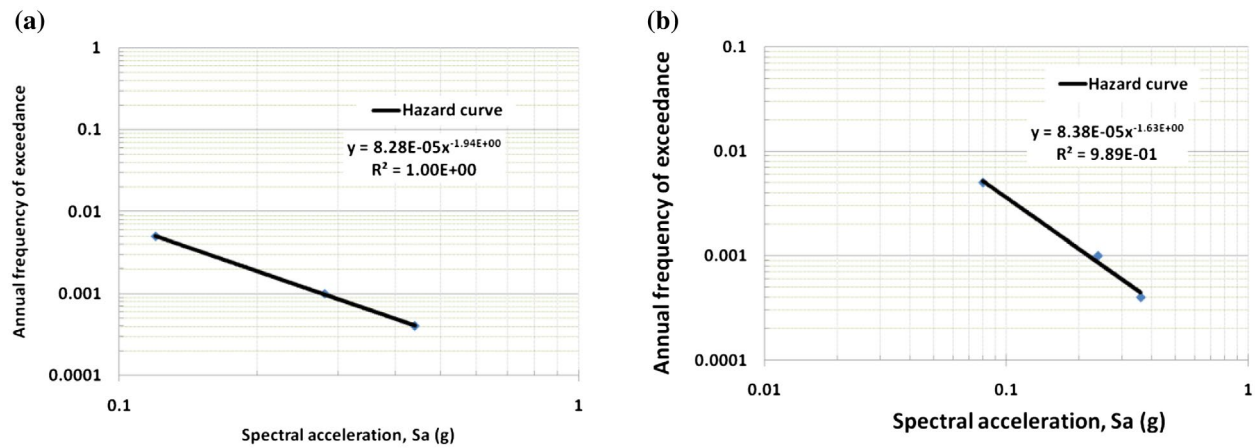 (a)
Annual frequency of exceedance
1
0.1
0.01
0.001
0.0001
Hazard curve
y = 8.28E-05x^-1.94E+00
R² = 1.00E+00
0.1
1
Spectral acceleration, Sa (g)
(b)
Annual frequency of exceedance
0.1
0.01
0.001
0.0001
Hazard curve
y = 8.38E-05x^-1.63E+00
R² = 9.89E-01
0.01
0.1
1
Spectral acceleration, Sa (g)